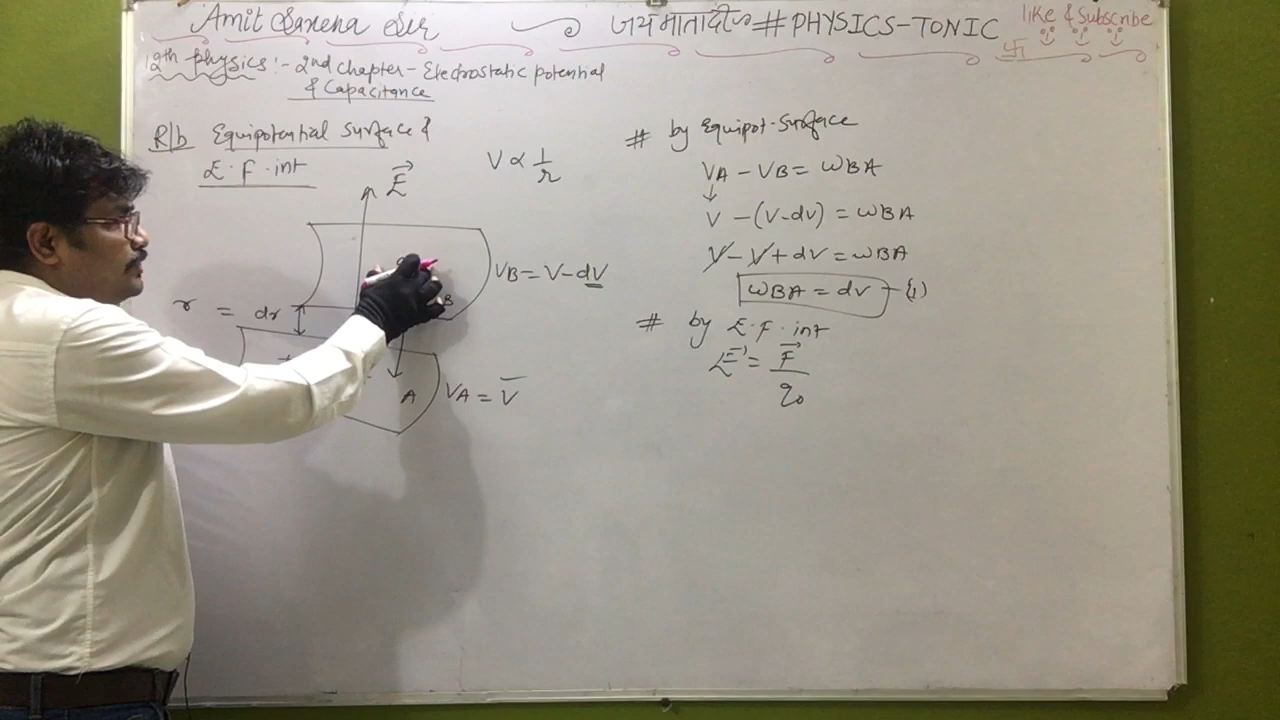 Amit Saxena Sir
जय माता दी
# PHYSICS-TONIC
like & Subscribe
12th physics :- 2nd Chapter - Electrostatic potential
& Capacitance
R/b Equipotential Surface &
E.F.int
E
V ∝ 1/r
VB = V - dV
r = dr
B
A
VA = V
# by Equipot. Surface
VA - VB = WBA
V - (V - dv) = WBA
V - V + dv = WBA
WBA = dv - (1)
# by E.F.int
E = F/q0